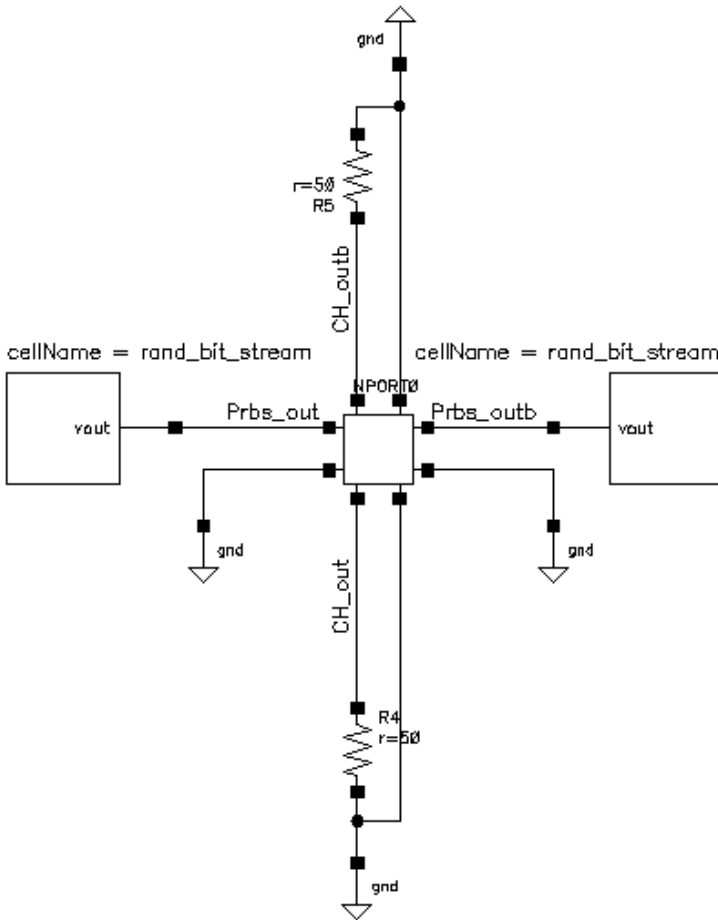 gnd
r=50
R5
CH_outb
cellName = rand_bit_stream
cellName = rand_bit_stream
NPORT0
Prbs_out
Prbs_outb
vout
vout
gnd
gnd
CH_out
R4
r=50
gnd